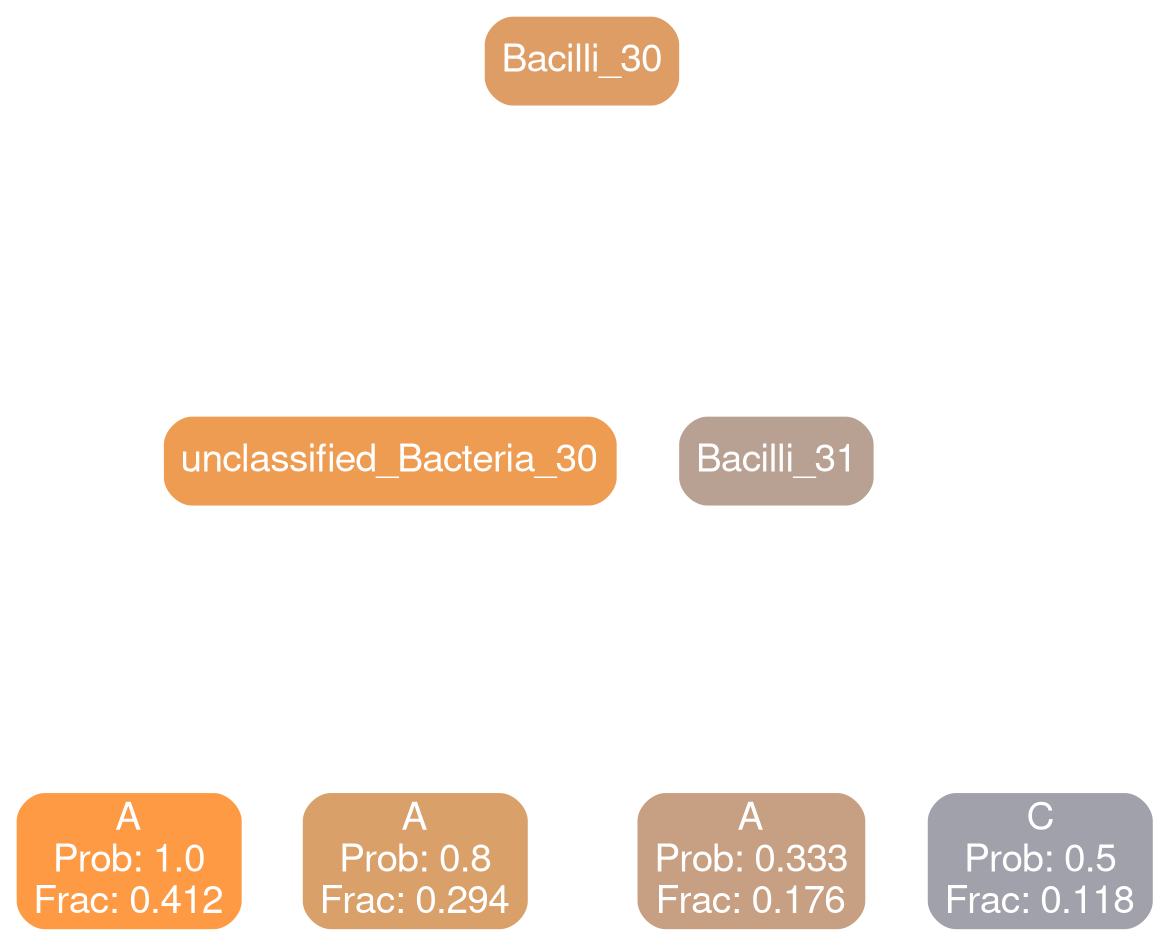 Bacilli_30
unclassified_Bacteria_30
Bacilli_31
A
Prob: 1.0
Frac: 0.412
A
Prob: 0.8
Frac: 0.294
A
Prob: 0.333
Frac: 0.176
C
Prob: 0.5
Frac: 0.118